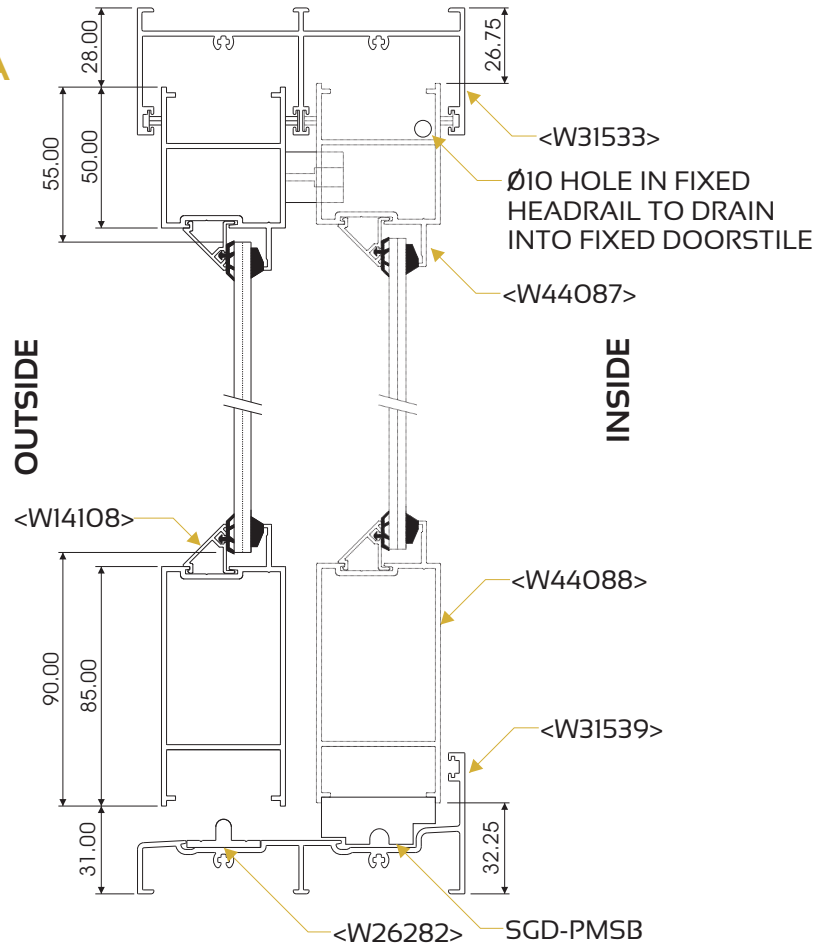 A
28.00
26.75
55.00
50.00
<W31533>
Ø10 HOLE IN FIXED
HEADRAIL TO DRAIN
INTO FIXED DOORSTILE
<W44087>
OUTSIDE
INSIDE
<W14108>
<W44088>
90.00
85.00
<W31539>
31.00
32.25
<W26282>
SGD-PMSB